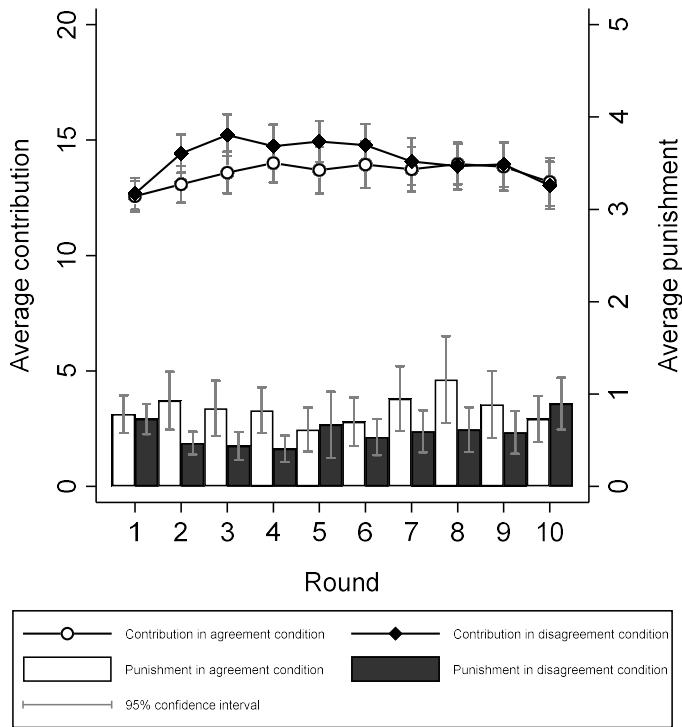 20
15
10
5
0
Average contribution
5
4
3
2
1
0
Average punishment
1 2 3 4 5 6 7 8 9 10
Round
Contribution in agreement condition
Contribution in disagreement condition
Punishment in agreement condition
Punishment in disagreement condition
95% confidence interval